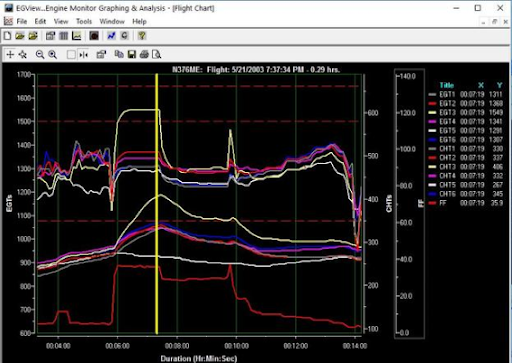 EGView...Engine Monitor Graphing & Analysis - [Flight Chart]
File Edit View Tools Window Help
N376ME: Flight: 5/21/2003 7:37:34 PM - 0.29 hrs.
1700
1600
1500
1400
1300
1200
1100
1000
900
800
700
600
EGTs
600
500
400
300
200
100
CHTs
140.0
120.0
100.0
80.0
60.0
40.0
20.0
0.0
FF
Title X Y
EGT1 00:07:19 1311
EGT2 00:07:19 1368
EGT3 00:07:19 1549
EGT4 00:07:19 1341
EGT5 00:07:19 1291
EGT6 00:07:19 1307
CHT1 00:07:19 330
CHT2 00:07:19 337
CHT3 00:07:19 406
CHT4 00:07:19 332
CHT5 00:07:19 267
CHT6 00:07:19 345
FF 00:07:19 35.9
00:04:00 00:06:00 00:08:00 00:10:00 00:12:00 00:14:00
Duration (Hr:Min:Sec)